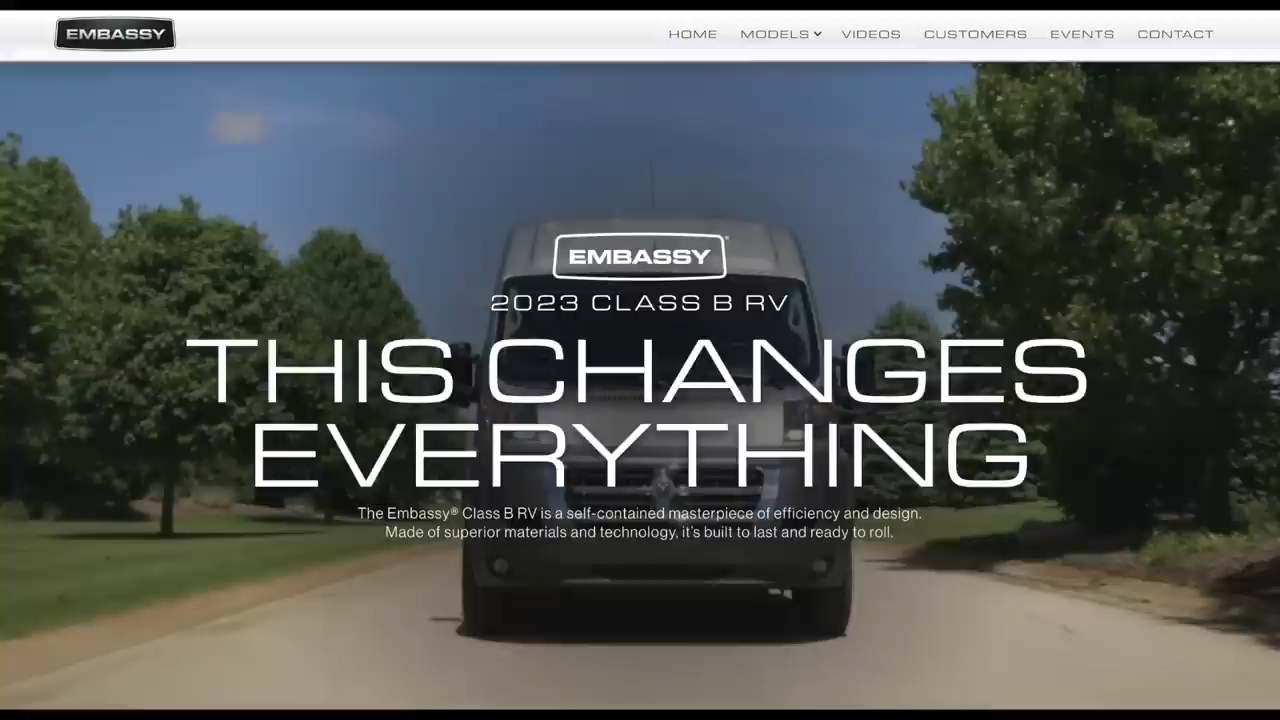 EMBASSY
HOME MODELS VIDEOS CUSTOMERS EVENTS CONTACT
EMBASSY
2023 CLASS B RV
THIS CHANGES
EVERYTHING
The Embassy® Class B RV is a self-contained masterpiece of efficiency and design.
Made of superior materials and technology, it's built to last and ready to roll.